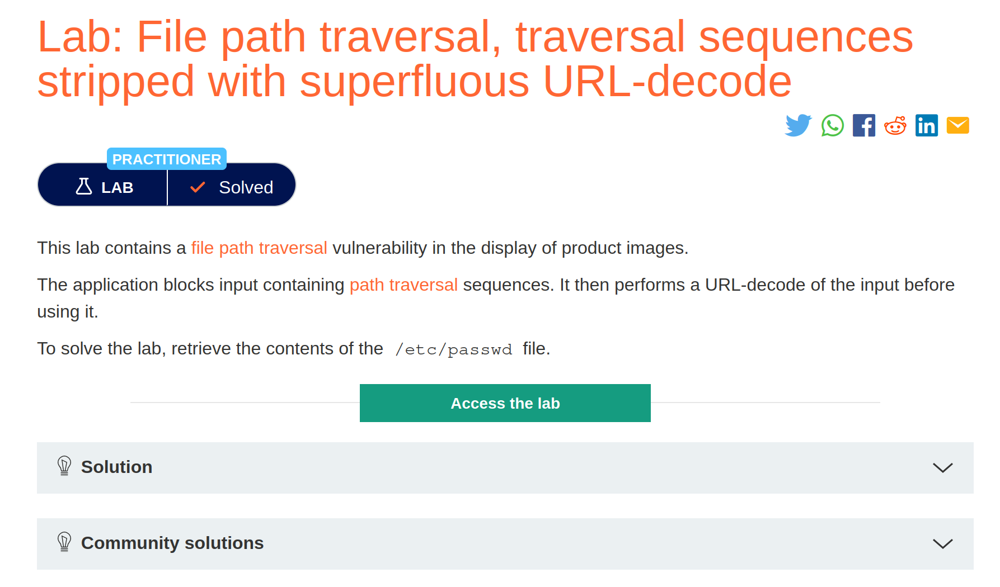 Lab: File path traversal, traversal sequences
stripped with superfluous URL-decode
PRACTITIONER
LAB
Solved
This lab contains a file path traversal vulnerability in the display of product images.
The application blocks input containing path traversal sequences. It then performs a URL-decode of the input before
using it.
To solve the lab, retrieve the contents of the /etc/passwd file.
Access the lab
Solution
Community solutions